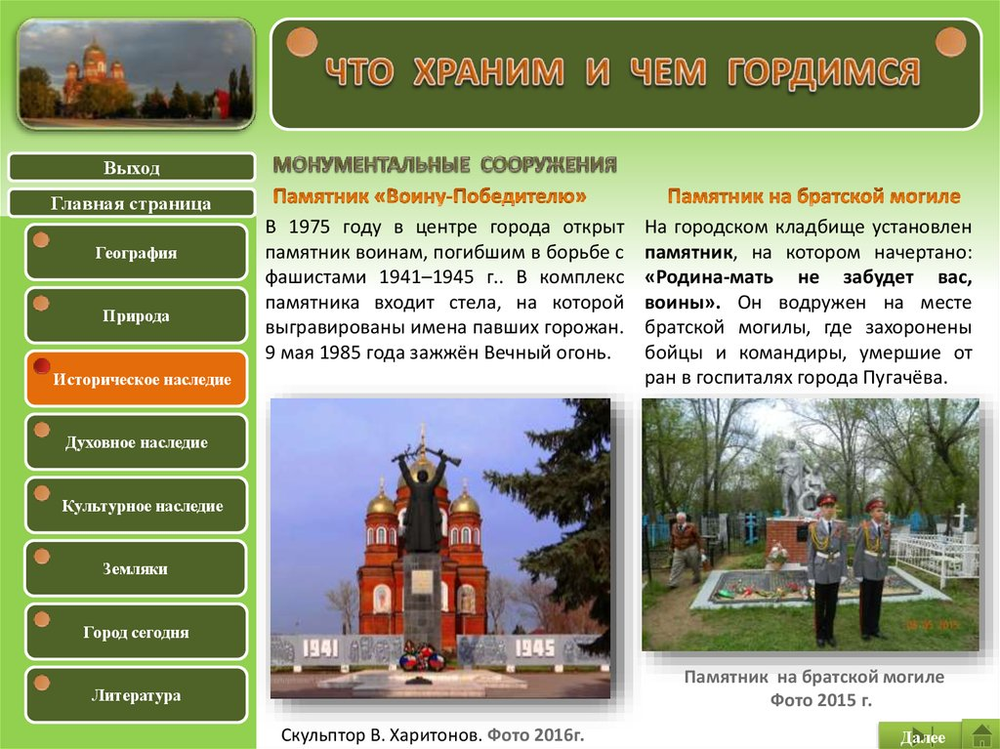 ЧТО ХРАНИМ И ЧЕМ ГОРДИМСЯ
Выход
Главная страница
География
Природа
Историческое наследие
Духовное наследие
Культурное наследие
Земляки
Город сегодня
Литература
МОНУМЕНТАЛЬНЫЕ СООРУЖЕНИЯ
Памятник «Воину-Победителю»
В 1975 году в центре города открыт
памятник воинам, погибшим в борьбе с
фашистами 1941–1945 г.. В комплекс
памятника входит стела, на которой
выгравированы имена павших горожан.
9 мая 1985 года зажжён Вечный огонь.
1941
1945
Скульптор В. Харитонов. Фото 2016г.
Памятник на братской могиле
На городском кладбище установлен
памятник, на котором начертано:
«Родина-мать не забудет вас,
воины». Он водружен на месте
братской могилы, где захоронены
бойцы и командиры, умершие от
ран в госпиталях города Пугачёва.
Памятник на братской могиле
Фото 2015 г.
Далее